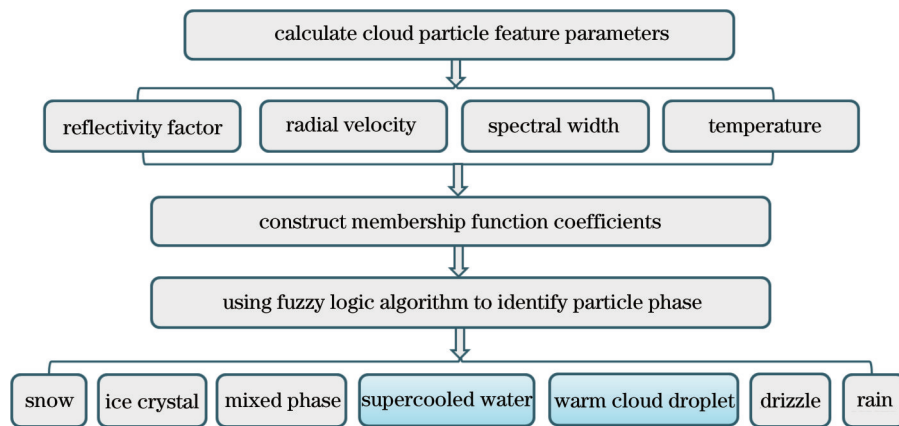 calculate cloud particle feature parameters
reflectivity factor
radial velocity
spectral width
temperature
construct membership function coefficients
using fuzzy logic algorithm to identify particle phase
snow
ice crystal
mixed phase
supercooled water
warm cloud droplet
drizzle
rain